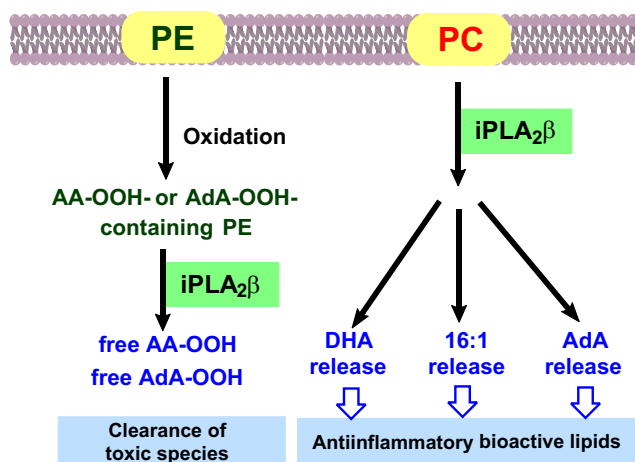 PE
PC
Oxidation
iPLA₂β
AA-OOH- or AdA-OOH-
containing PE
iPLA₂β
free AA-OOH
free AdA-OOH
DHA
release
16:1
release
AdA
release
Clearance of
toxic species
Antiinflammatory bioactive lipids